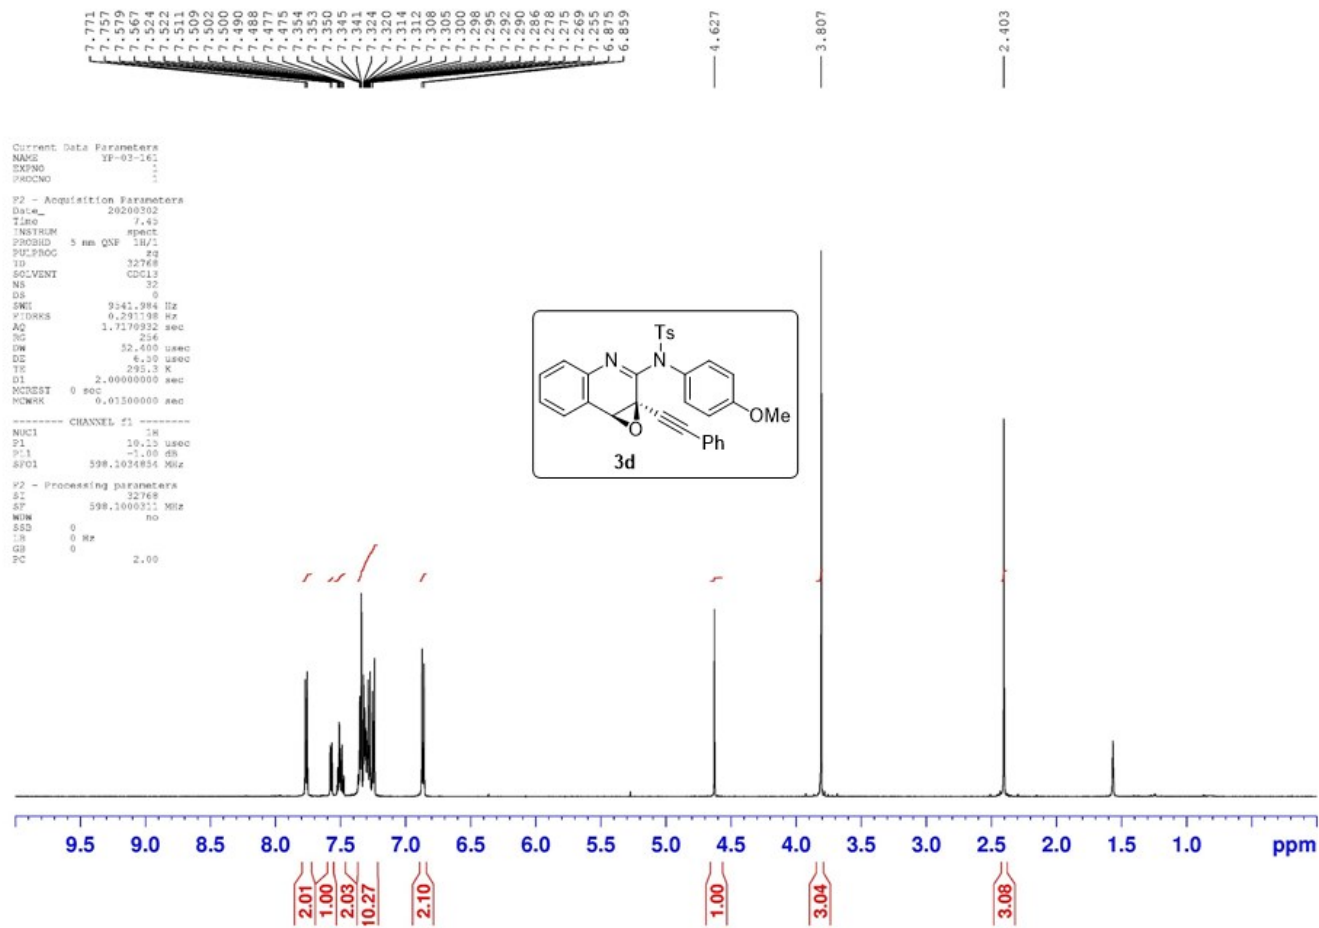 7.771
7.757
7.579
7.567
7.524
7.522
7.511
7.509
7.502
7.500
7.490
7.488
7.477
7.475
7.354
7.353
7.350
7.345
7.341
7.324
7.320
7.314
7.312
7.308
7.305
7.300
7.298
7.295
7.292
7.290
7.286
7.278
7.275
7.269
7.255
6.875
6.859
4.627
3.807
2.403
Current Data Parameters
NAME YP-03-161
EXPNO 1
PROCNO 1
F2 - Acquisition Parameters
Date_ 20200302
Time 7.45
INSTRUM spect
PROBHD 5 mm QNP 1H/1
PULPROG zg
TD 32768
SOLVENT CDCl3
NS 32
DS 0
SWH 9541.984 Hz
FIDRES 0.291198 Hz
AQ 1.7170932 sec
RG 256
DW 52.400 usec
DE 6.50 usec
TE 295.3 K
D1 2.00000000 sec
MCREST 0 sec
MCWRK 0.01500000 sec
-------- CHANNEL f1 --------
NUC1 1H
P1 10.15 usec
PL1 -1.00 dB
SFO1 598.1034854 MHz
F2 - Processing parameters
SI 32768
SF 598.1000311 MHz
WDW no
SSB 0
LB 0 Hz
GB 0
PC 2.00
Ts
N
N
OMe
O
Ph
3d
9.5 9.0 8.5 8.0 7.5 7.0 6.5 6.0 5.5 5.0 4.5 4.0 3.5 3.0 2.5 2.0 1.5 1.0 ppm
2.01
1.00
2.03
10.27
2.10
1.00
3.04
3.08